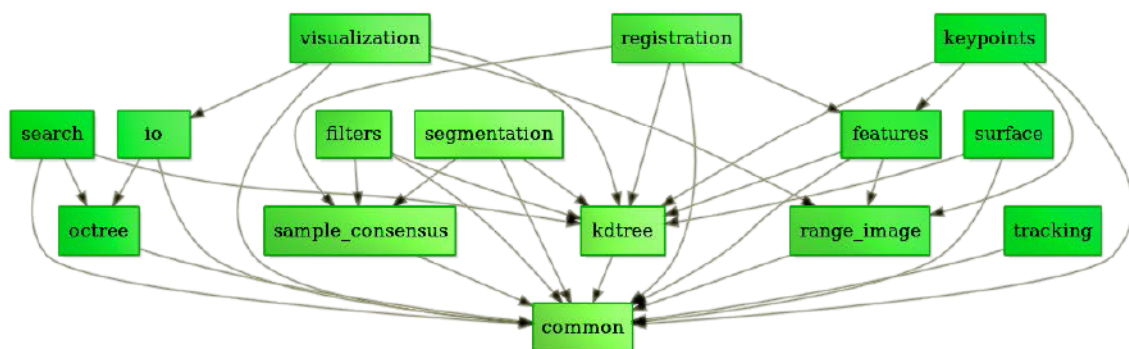 visualization
registration
keypoints
search
io
filters
segmentation
features
surface
octree
sample_consensus
kdtree
range_image
tracking
common